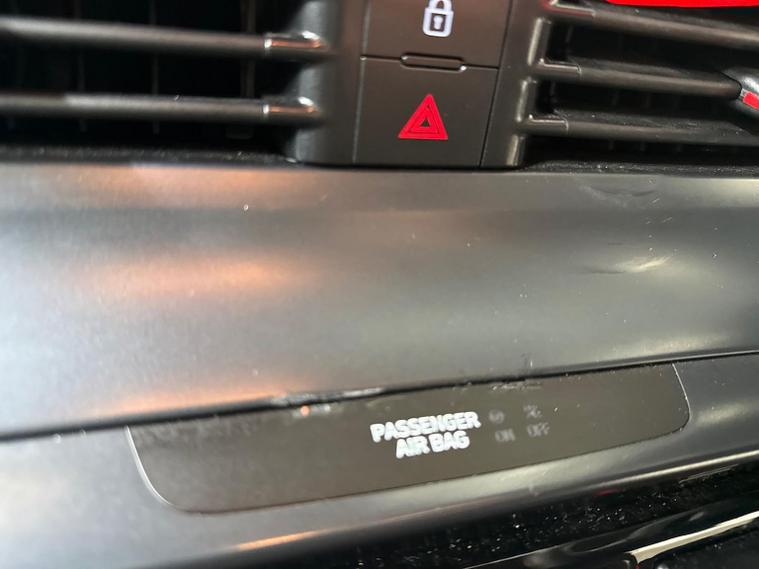 PASSENGER
AIR BAG
ON OFF